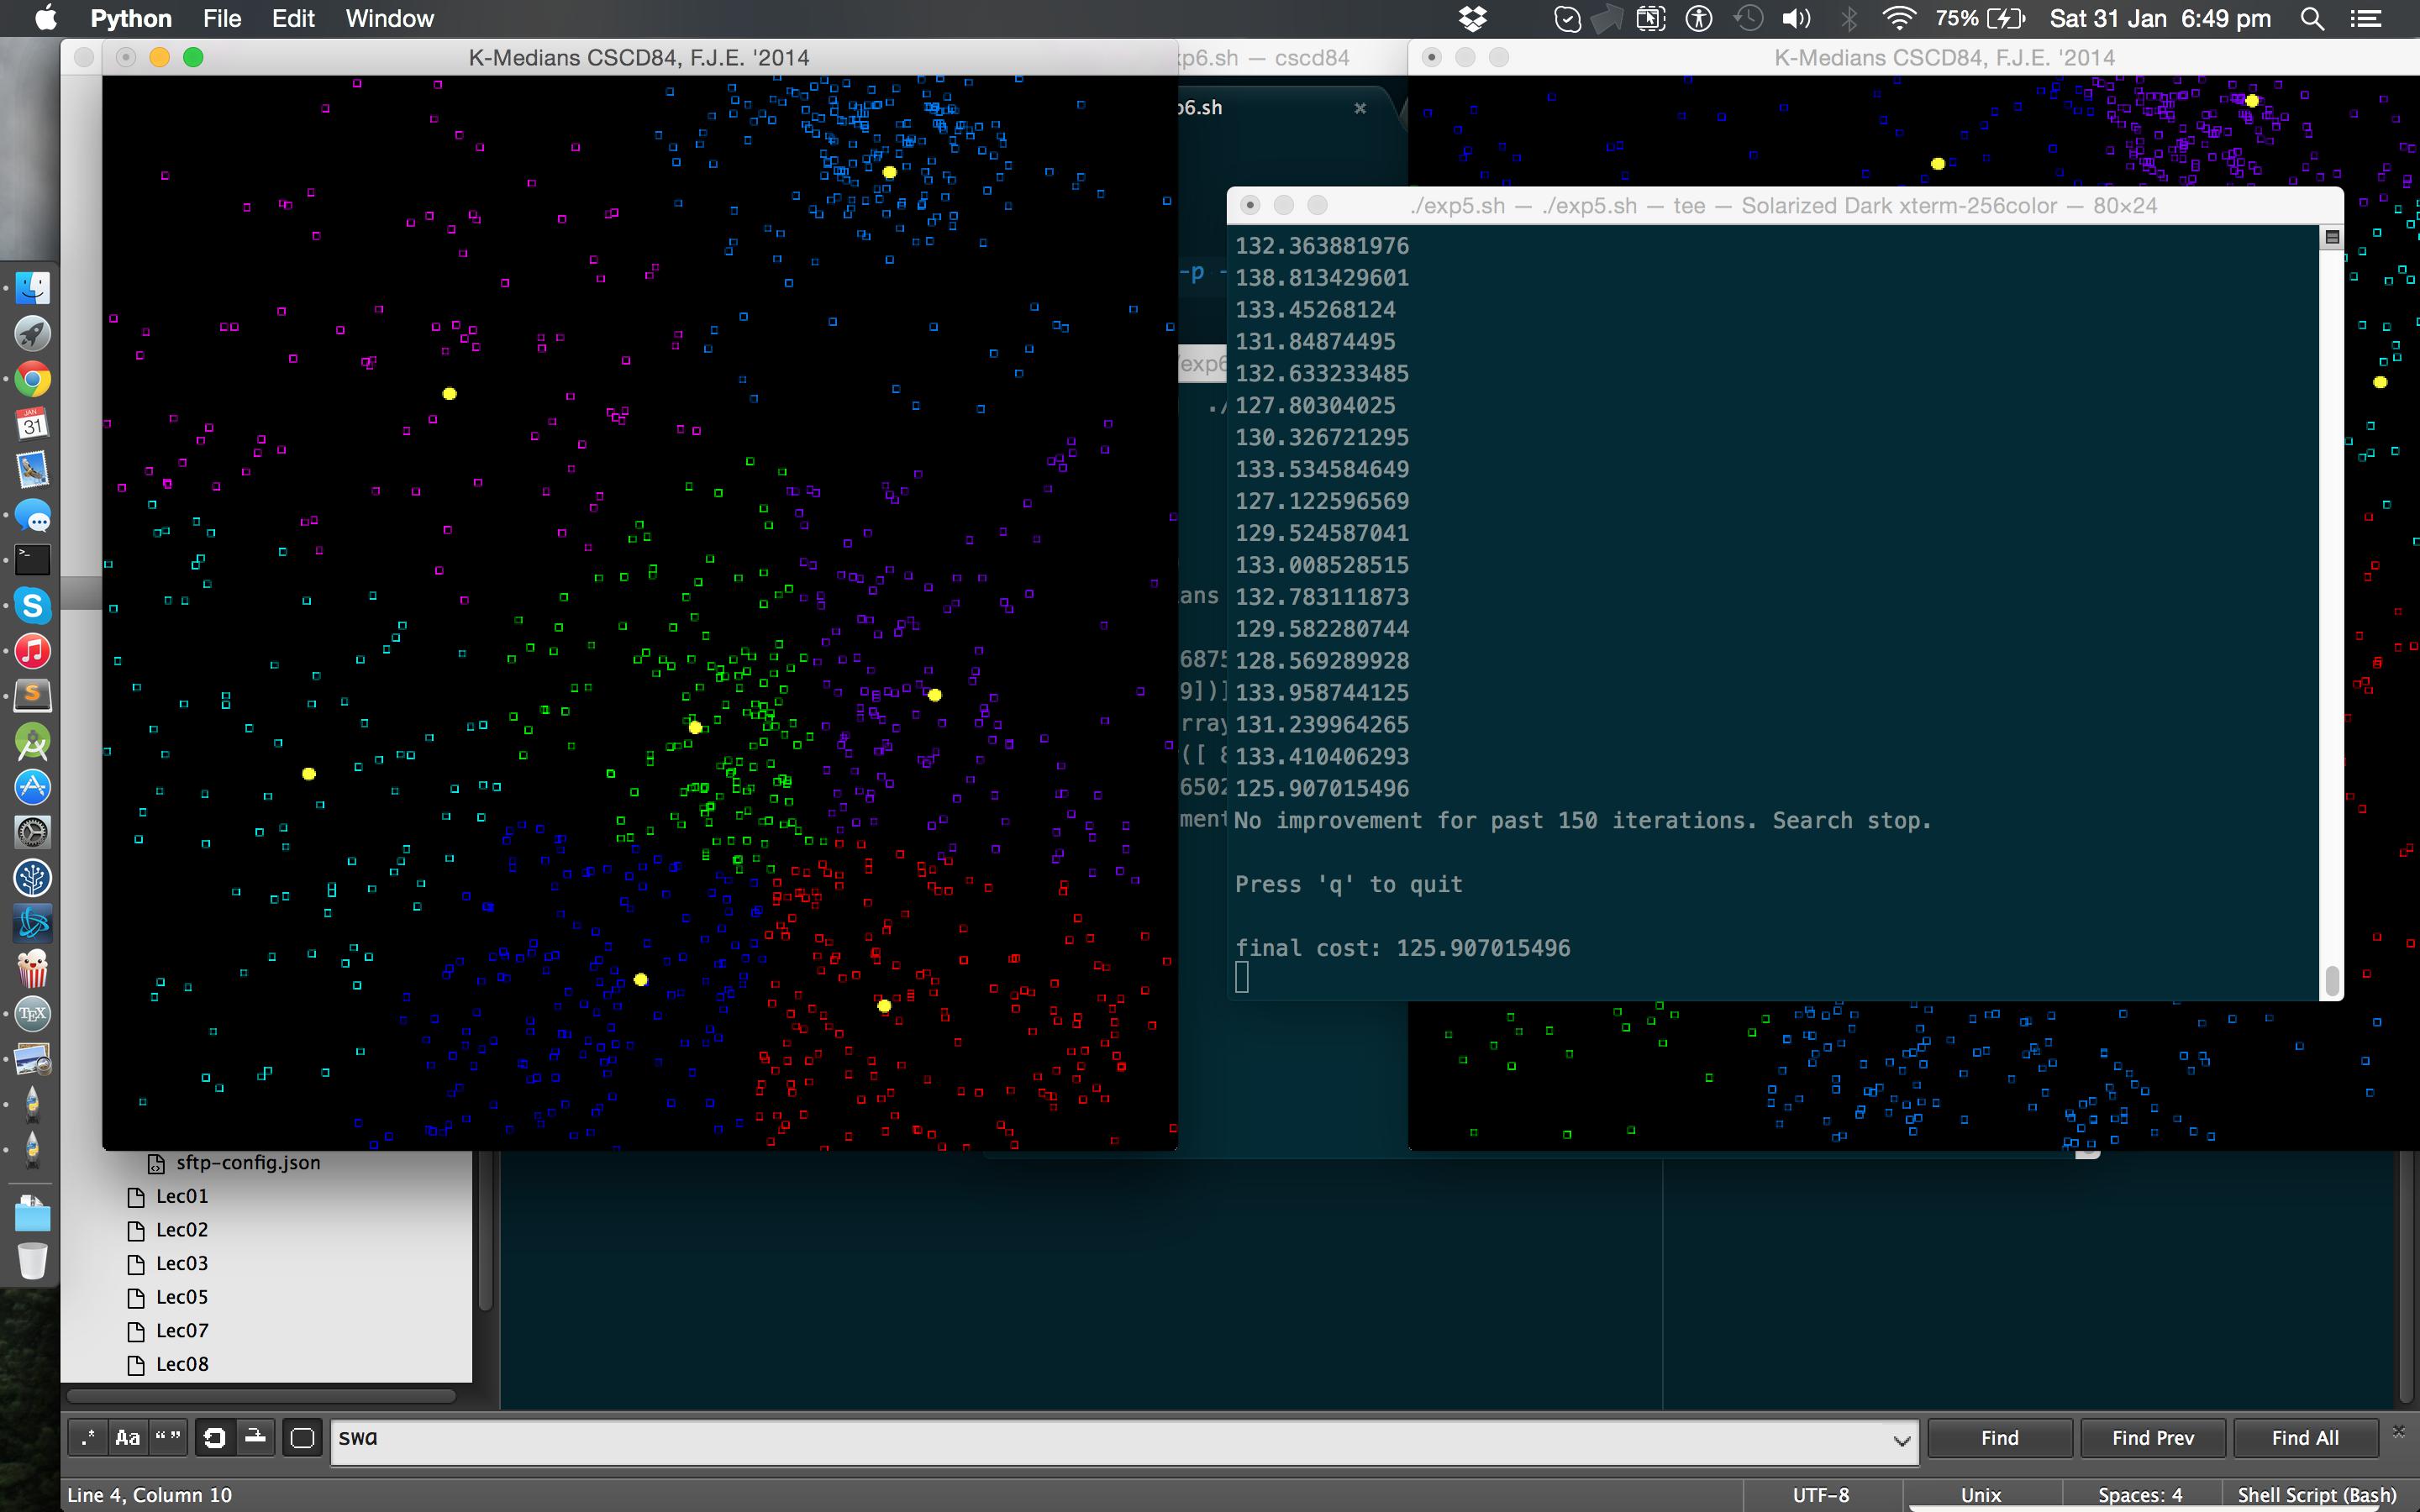 Python File Edit Window
75% Sat 31 Jan 6:49 pm
K-Medians CSCD84, F.J.E. '2014
xp6.sh — cscd84
K-Medians CSCD84, F.J.E. '2014
p6.sh ×
-p -
/exp6
./
ans
6875
9])]
rray
([ 8
6502
ment
./exp5.sh — ./exp5.sh — tee — Solarized Dark xterm-256color — 80×24
132.363881976
138.813429601
133.45268124
131.84874495
132.633233485
127.80304025
130.326721295
133.534584649
127.122596569
129.524587041
133.008528515
132.783111873
129.582280744
128.569289928
133.958744125
131.239964265
133.410406293
125.907015496
No improvement for past 150 iterations. Search stop.
Press 'q' to quit
final cost: 125.907015496
JAN
31
S
S
TEX
sftp-config.json
Lec01
Lec02
Lec03
Lec05
Lec07
Lec08
.* Aa “ ” swa Find Find Prev Find All ×
Line 4, Column 10 UTF-8 Unix Spaces: 4 Shell Script (Bash)